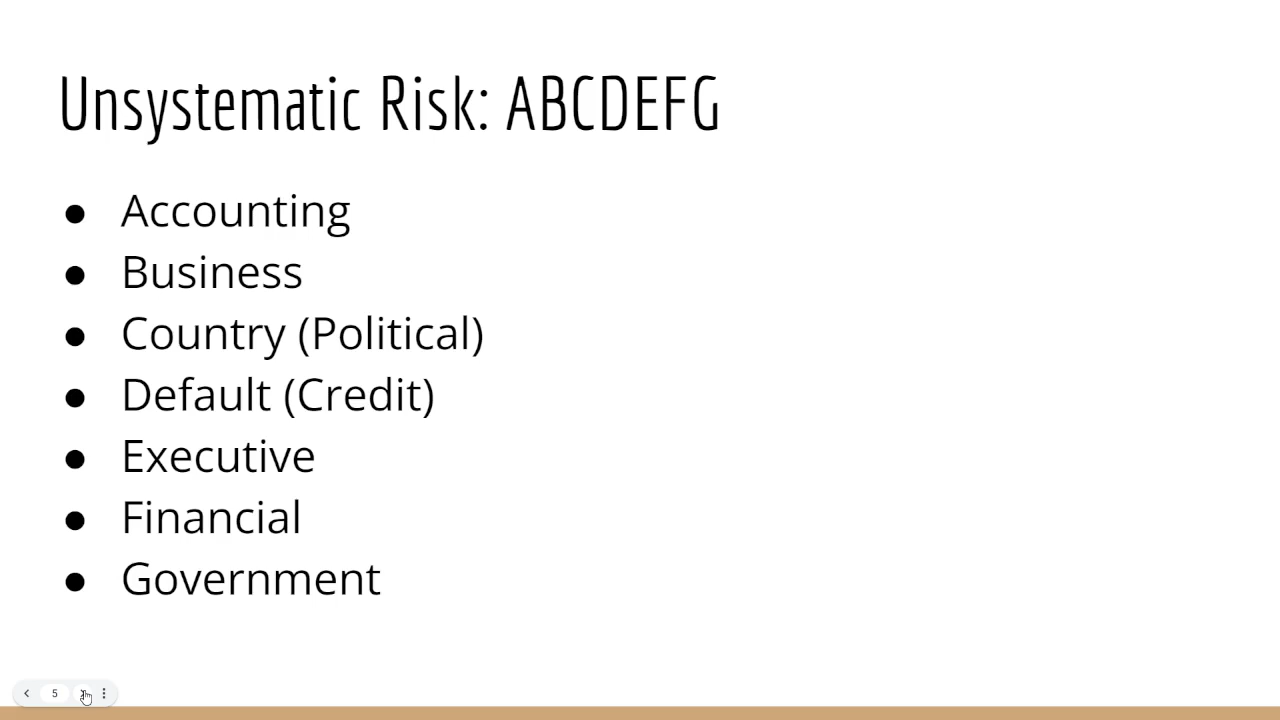 Unsystematic Risk: ABCDEFG
● Accounting
● Business
● Country (Political)
● Default (Credit)
● Executive
● Financial
● Government
5